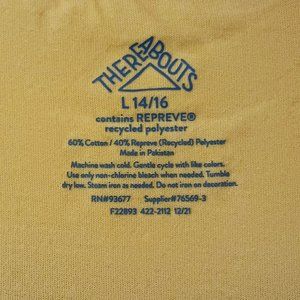 THEREABOUTS
L 14/16
contains REPREVE®
recycled polyester
60% Cotton / 40% Repreve (Recycled) Polyester
Made in Pakistan
Machine wash cold. Gentle cycle with like colors.
Use only non-chlorine bleach when needed. Tumble
dry low. Steam iron as needed. Do not iron on decoration.
RN#93677 Supplier#76569-3
F22893 422-2112 12/21